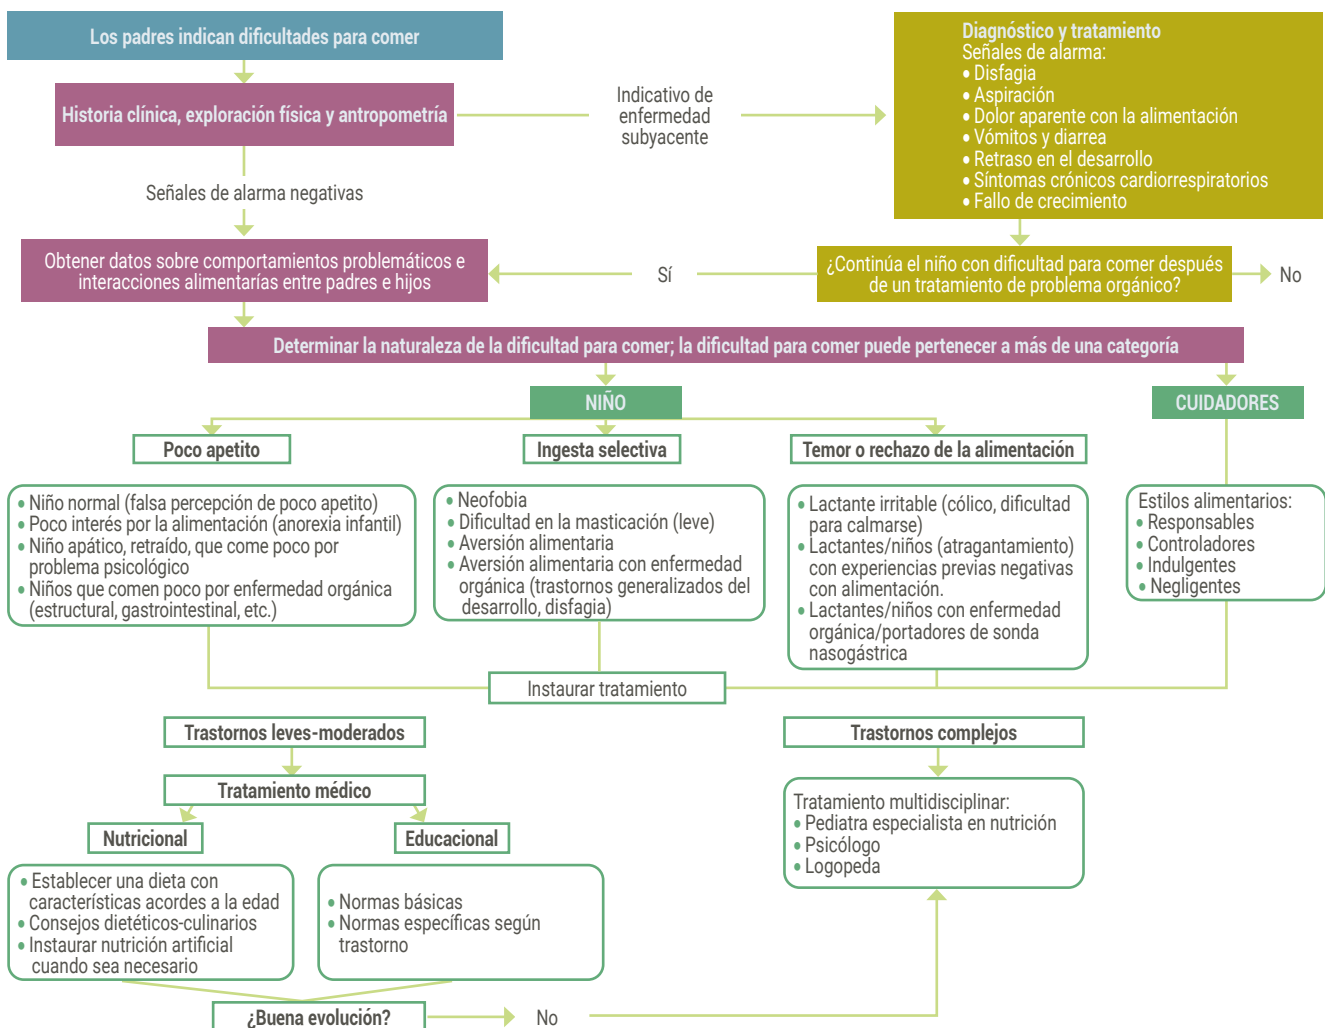 Los padres indican dificultades para comer
Historia clínica, exploración física y antropometría
Indicativo de
enfermedad
subyacente
Diagnóstico y tratamiento
Señales de alarma:
• Disfagia
• Aspiración
• Dolor aparente con la alimentación
• Vómitos y diarrea
• Retraso en el desarrollo
• Síntomas crónicos cardiorrespiratorios
• Fallo de crecimiento
Señales de alarma negativas
Obtener datos sobre comportamientos problemáticos e
interacciones alimentarías entre padres e hijos
Sí
¿Continúa el niño con dificultad para comer después
de un tratamiento de problema orgánico?
No
Determinar la naturaleza de la dificultad para comer; la dificultad para comer puede pertenecer a más de una categoría
NIÑO
CUIDADORES
Poco apetito
Ingesta selectiva
Temor o rechazo de la alimentación
• Niño normal (falsa percepción de poco apetito)
• Poco interés por la alimentación (anorexia infantil)
• Niño apático, retraído, que come poco por
problema psicológico
• Niños que comen poco por enfermedad orgánica
(estructural, gastrointestinal, etc.)
• Neofobia
• Dificultad en la masticación (leve)
• Aversión alimentaria
• Aversión alimentaria con enfermedad
orgánica (trastornos generalizados del
desarrollo, disfagia)
• Lactante irritable (cólico, dificultad
para calmarse)
• Lactantes/niños (atragantamiento)
con experiencias previas negativas
con alimentación.
• Lactantes/niños con enfermedad
orgánica/portadores de sonda
nasogástrica
Estilos alimentarios:
• Responsables
• Controladores
• Indulgentes
• Negligentes
Instaurar tratamiento
Trastornos leves-moderados
Trastornos complejos
Tratamiento médico
Nutricional
Educacional
• Establecer una dieta con
características acordes a la edad
• Consejos dietéticos-culinarios
• Instaurar nutrición artificial
cuando sea necesario
• Normas básicas
• Normas específicas según
trastorno
Tratamiento multidisciplinar:
• Pediatra especialista en nutrición
• Psicólogo
• Logopeda
¿Buena evolución?
No